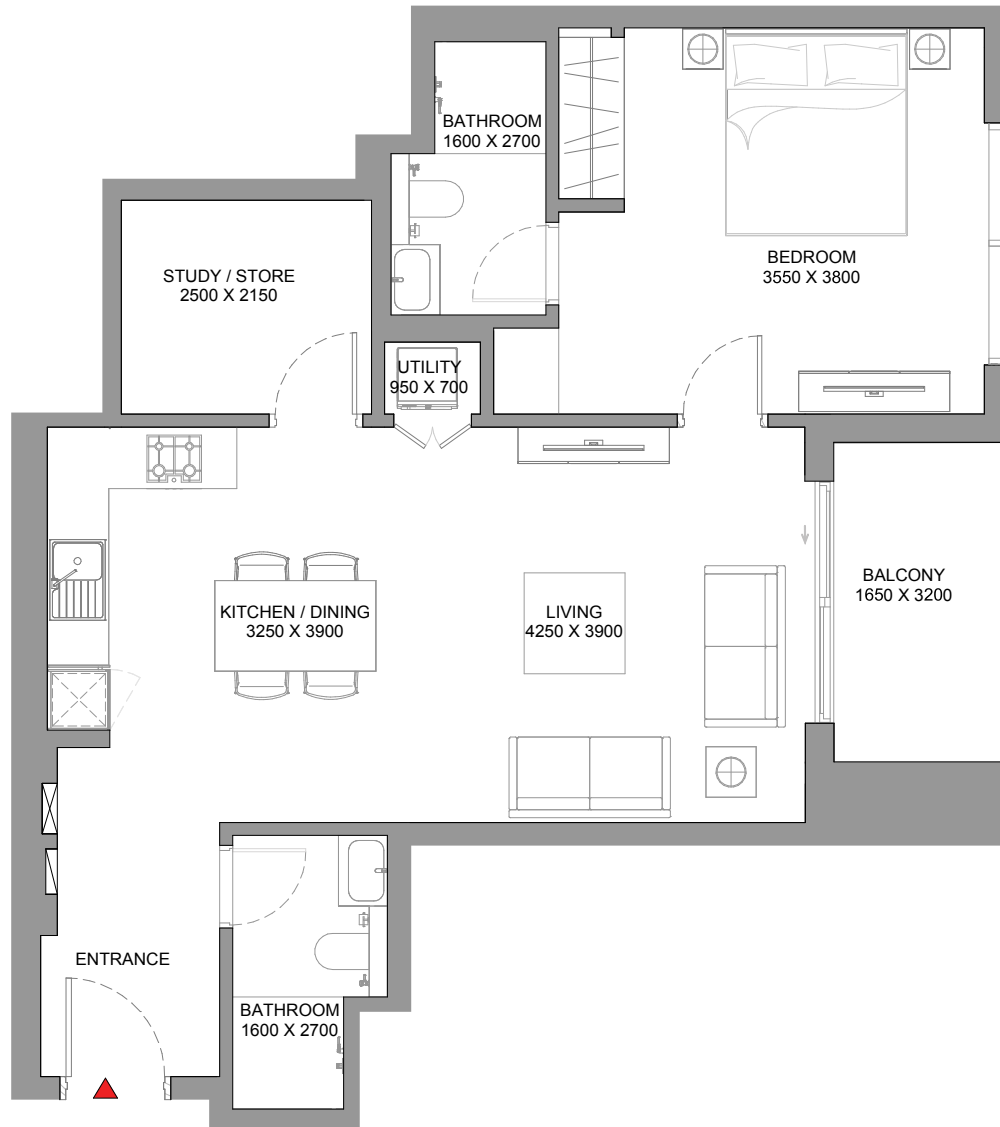 BATHROOM
1600 X 2700
BEDROOM
3550 X 3800
STUDY / STORE
2500 X 2150
UTILITY
950 X 700
BALCONY
1650 X 3200
KITCHEN / DINING
3250 X 3900
LIVING
4250 X 3900
ENTRANCE
BATHROOM
1600 X 2700